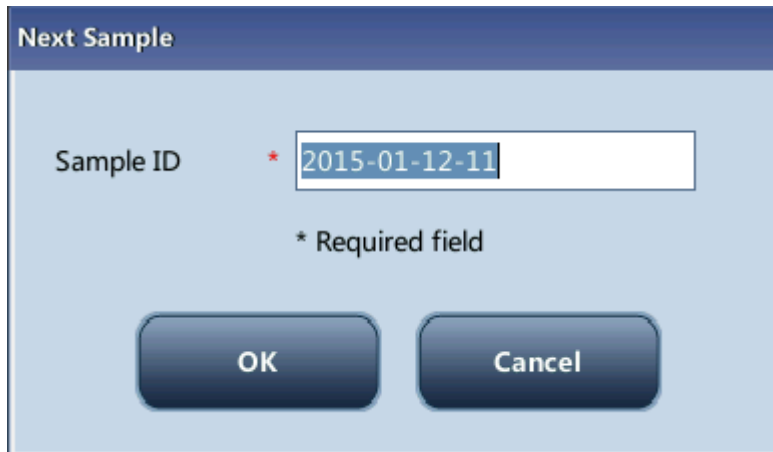 Next Sample
Sample ID * 2015-01-12-11
* Required field
OK Cancel